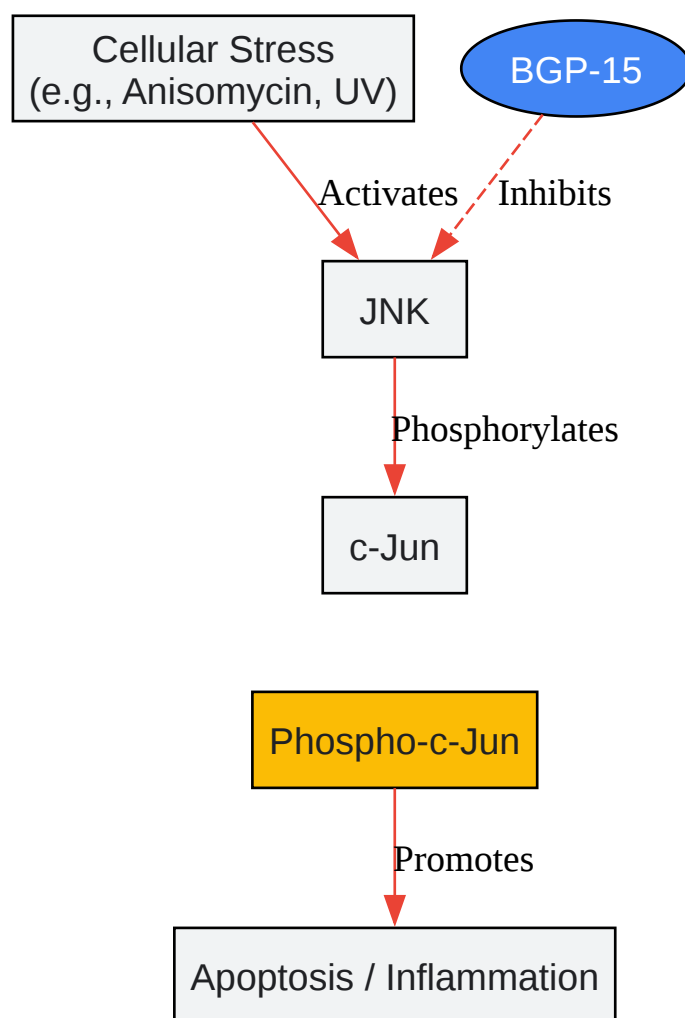 Cellular Stress
(e.g., Anisomycin, UV)
BGP-15
Activates
Inhibits
JNK
Phosphorylates
c-Jun
Phospho-c-Jun
Promotes
Apoptosis / Inflammation